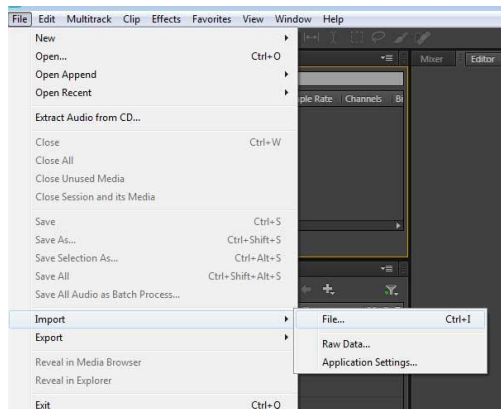 File Edit Multitrack Clip Effects Favorites View Window Help
New
Open... Ctrl+O
Open Append
Open Recent
Extract Audio from CD...
Close Ctrl+W
Close All
Close Unused Media
Close Session and its Media
Save Ctrl+S
Save As... Ctrl+Shift+S
Save Selection As... Ctrl+Alt+S
Save All Ctrl+Shift+Alt+S
Save All Audio as Batch Process...
Import
Export
Reveal in Media Browser
Reveal in Explorer
Exit Ctrl+Q
File... Ctrl+I
Raw Data...
Application Settings...
Mixer Editor
ple Rate Channels Bi